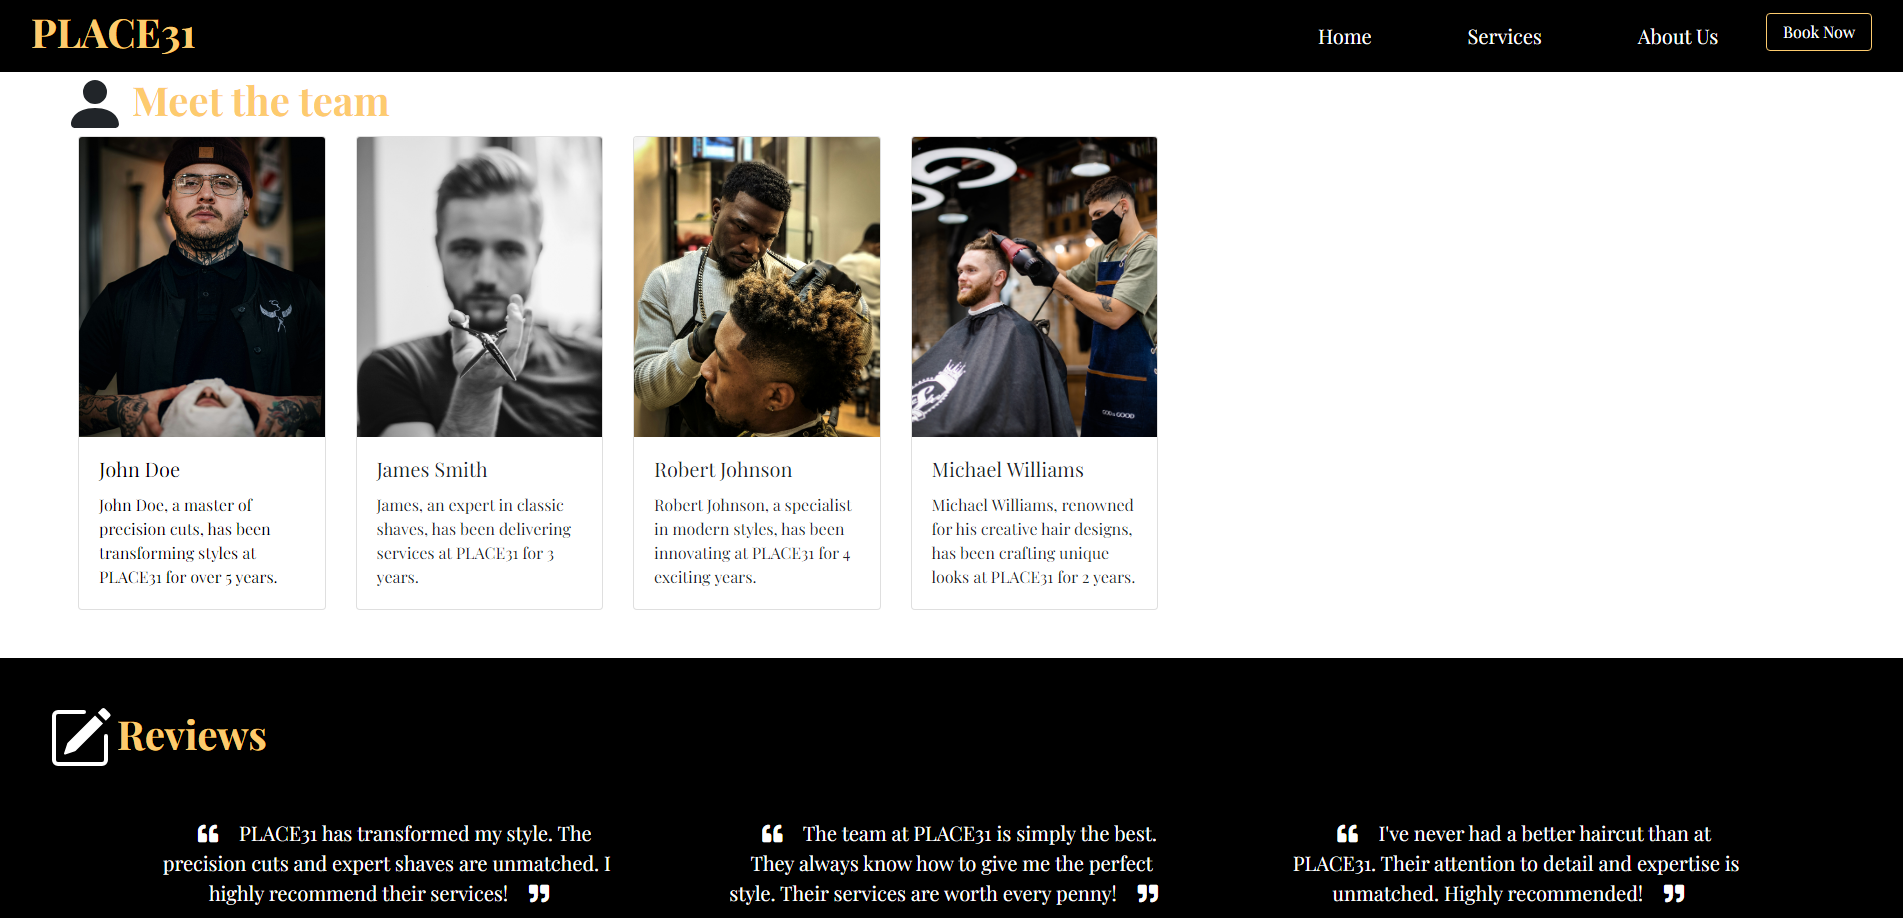 PLACE31
Home
Services
About Us
Book Now
Meet the team
John Doe
John Doe, a master of
precision cuts, has been
transforming styles at
PLACE31 for over 5 years.
James Smith
James, an expert in classic
shaves, has been delivering
services at PLACE31 for 3
years.
Robert Johnson
Robert Johnson, a specialist
in modern styles, has been
innovating at PLACE31 for 4
exciting years.
Michael Williams
Michael Williams, renowned
for his creative hair designs,
has been crafting unique
looks at PLACE31 for 2 years.
Reviews
❝ PLACE31 has transformed my style. The
precision cuts and expert shaves are unmatched. I
highly recommend their services! ❞
❝ The team at PLACE31 is simply the best.
They always know how to give me the perfect
style. Their services are worth every penny! ❞
❝ I've never had a better haircut than at
PLACE31. Their attention to detail and expertise is
unmatched. Highly recommended! ❞